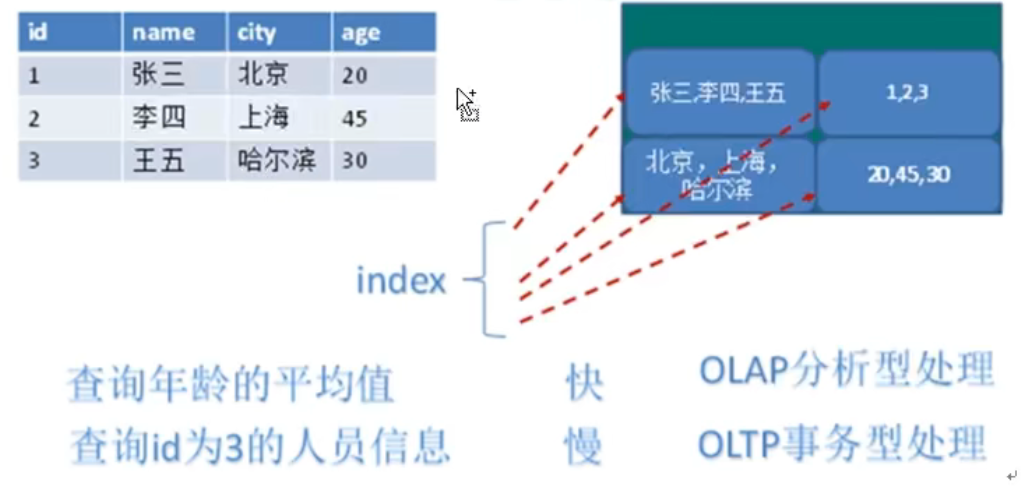 id name city age
1 张三 北京 20
2 李四 上海 45
3 王五 哈尔滨 30
张三,李四,王五
1,2,3
北京，上海，
哈尔滨
20,45,30
index
查询年龄的平均值 快 OLAP分析型处理
查询id为3的人员信息 慢 OLTP事务型处理